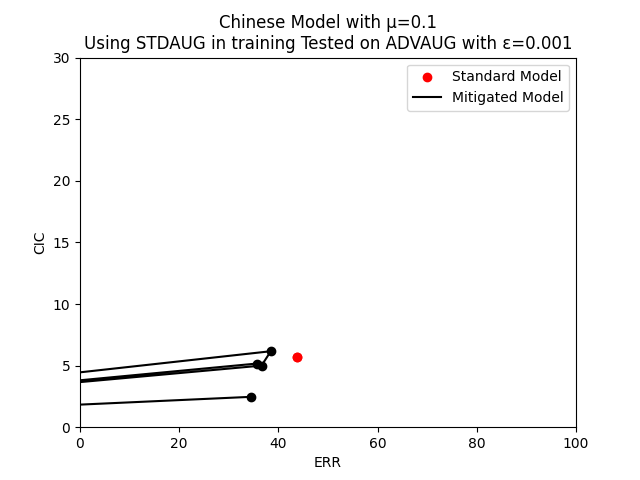 Chinese Model with μ=0.1
Using STDAUG in training Tested on ADVAUG with ε=0.001
Standard Model
Mitigated Model
30
25
20
15
10
5
0
CIC
0 20 40 60 80 100
ERR